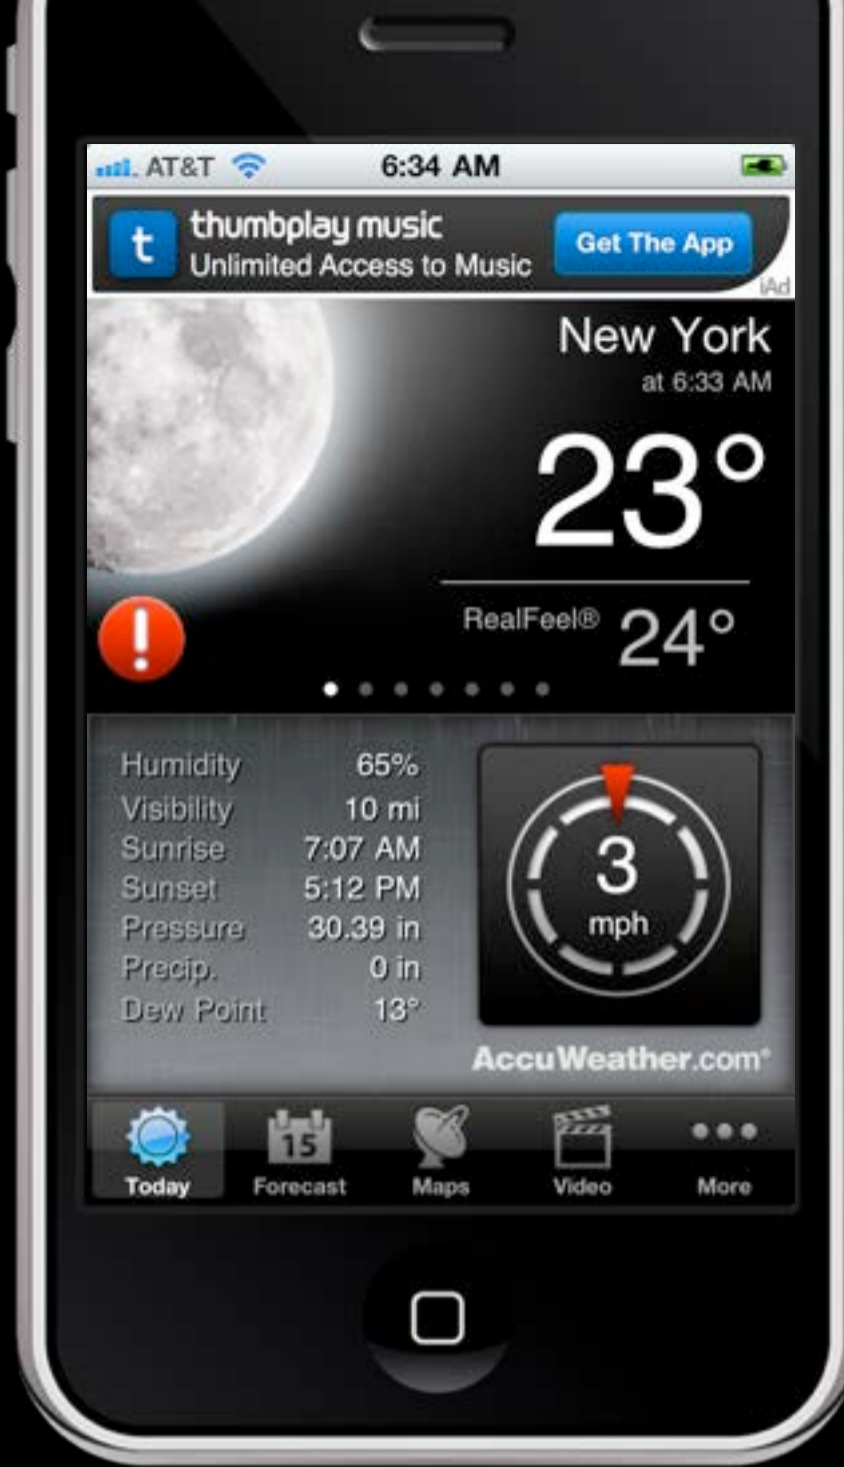 AT&T 6:34 AM
t thumbplay music
Unlimited Access to Music
Get The App
iAd
New York
at 6:33 AM
23°
RealFeel® 24°
!
Humidity 65%
Visibility 10 mi
Sunrise 7:07 AM
Sunset 5:12 PM
Pressure 30.39 in
Precip. 0 in
Dew Point 13°
3
mph
AccuWeather.com®
15
Today Forecast Maps Video More